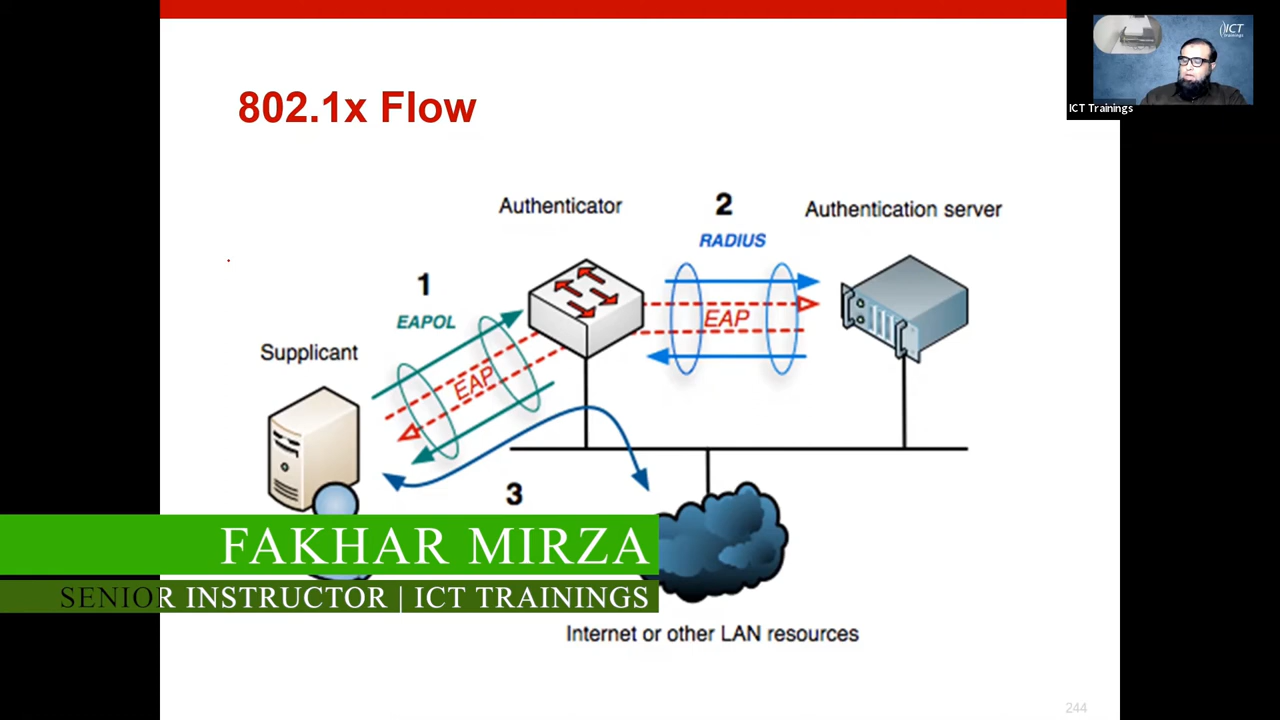 ICT
Trainings
ICT Trainings
802.1x Flow
Authenticator
2
Authentication server
RADIUS
1
EAPOL
EAP
EAP
Supplicant
3
FAKHAR MIRZA
SENIOR INSTRUCTOR | ICT TRAININGS
Internet or other LAN resources
244